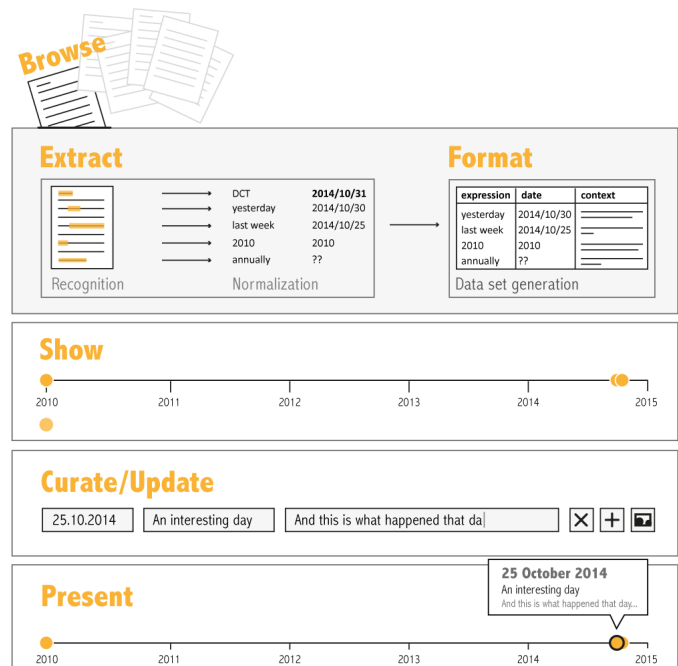 Browse
Extract
Format
DCT 2014/10/31
yesterday 2014/10/30
last week 2014/10/25
2010 2010
annually ??
Recognition Normalization
expression date context
yesterday 2014/10/30
last week 2014/10/25
2010 2010
annually ??
Data set generation
Show
2010 2011 2012 2013 2014 2015
Curate/Update
25.10.2014 An interesting day And this is what happened that da
Present
25 October 2014
An interesting day
And this is what happened that day...
2010 2011 2012 2013 2014 2015